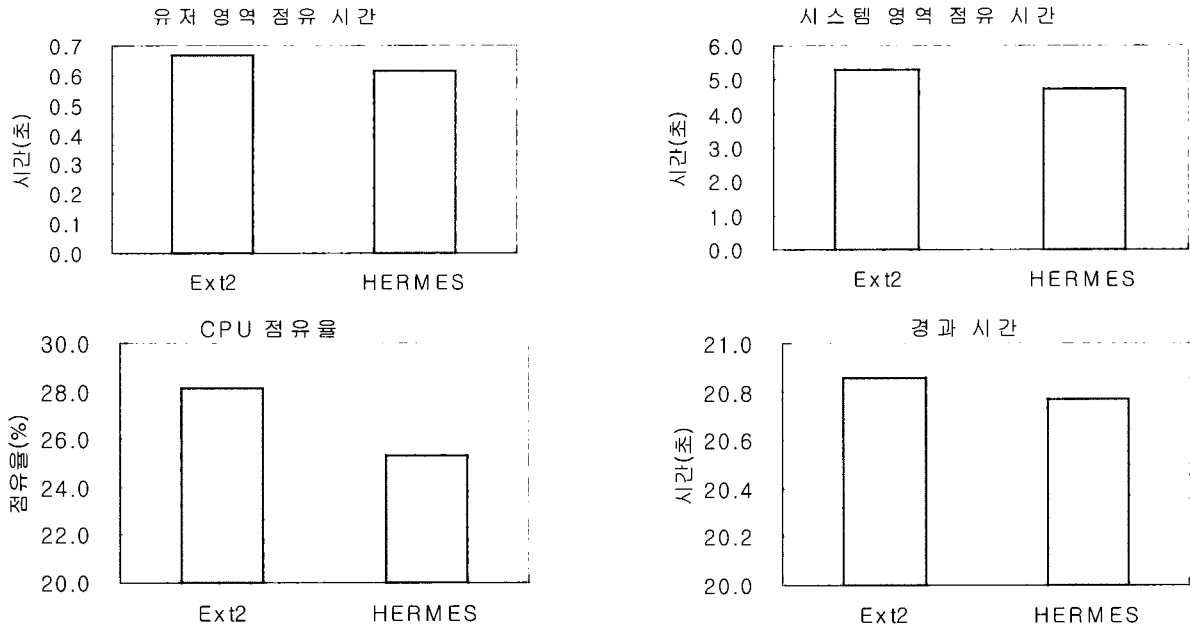 유저 영역 점유 시간
시간(초)
0.7
0.6
0.5
0.4
0.3
0.2
0.1
0.0
Ext2
HERMES
시스템 영역 점유 시간
시간(초)
6.0
5.0
4.0
3.0
2.0
1.0
0.0
Ext2
HERMES
CPU 점유율
점유율(%)
30.0
28.0
26.0
24.0
22.0
20.0
Ext2
HERMES
경과 시간
시간(초)
21.0
20.8
20.6
20.4
20.2
20.0
Ext2
HERMES